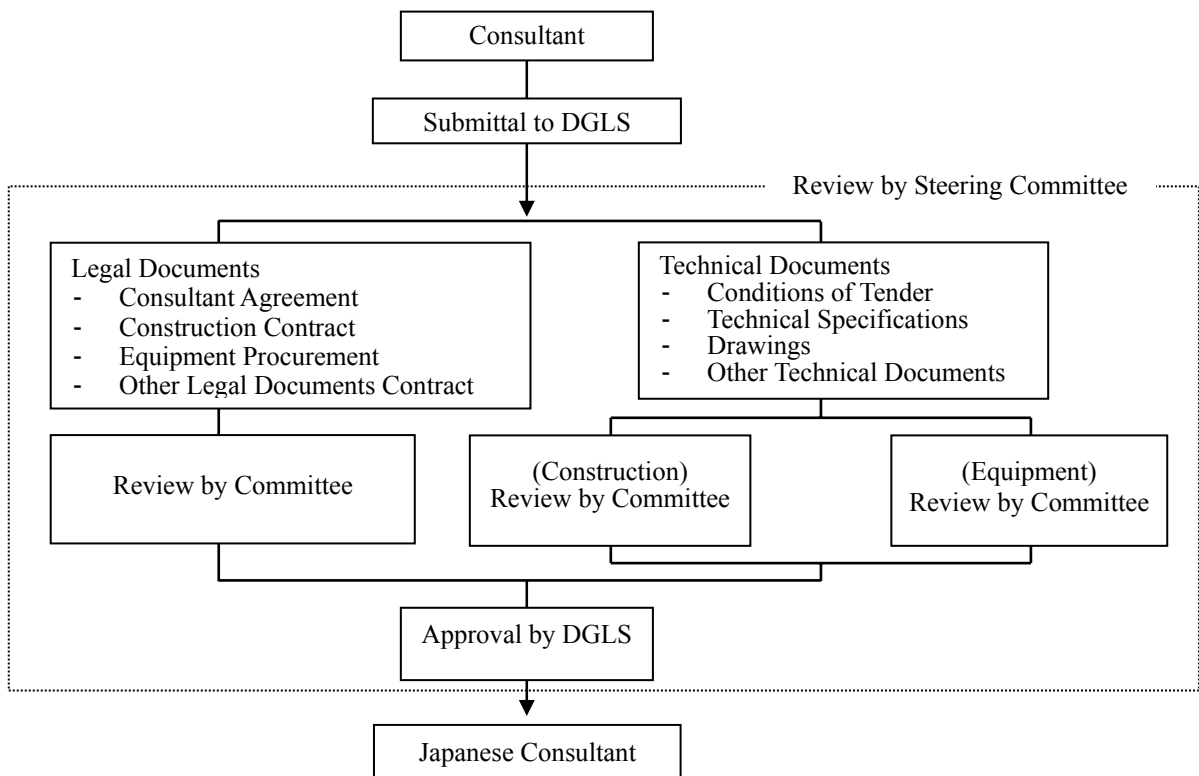 Consultant
Submittal to DGLS
Review by Steering Committee
Legal Documents
- Consultant Agreement
- Construction Contract
- Equipment Procurement
- Other Legal Documents Contract
Technical Documents
- Conditions of Tender
- Technical Specifications
- Drawings
- Other Technical Documents
Review by Committee
(Construction)
Review by Committee
(Equipment)
Review by Committee
Approval by DGLS
Japanese Consultant